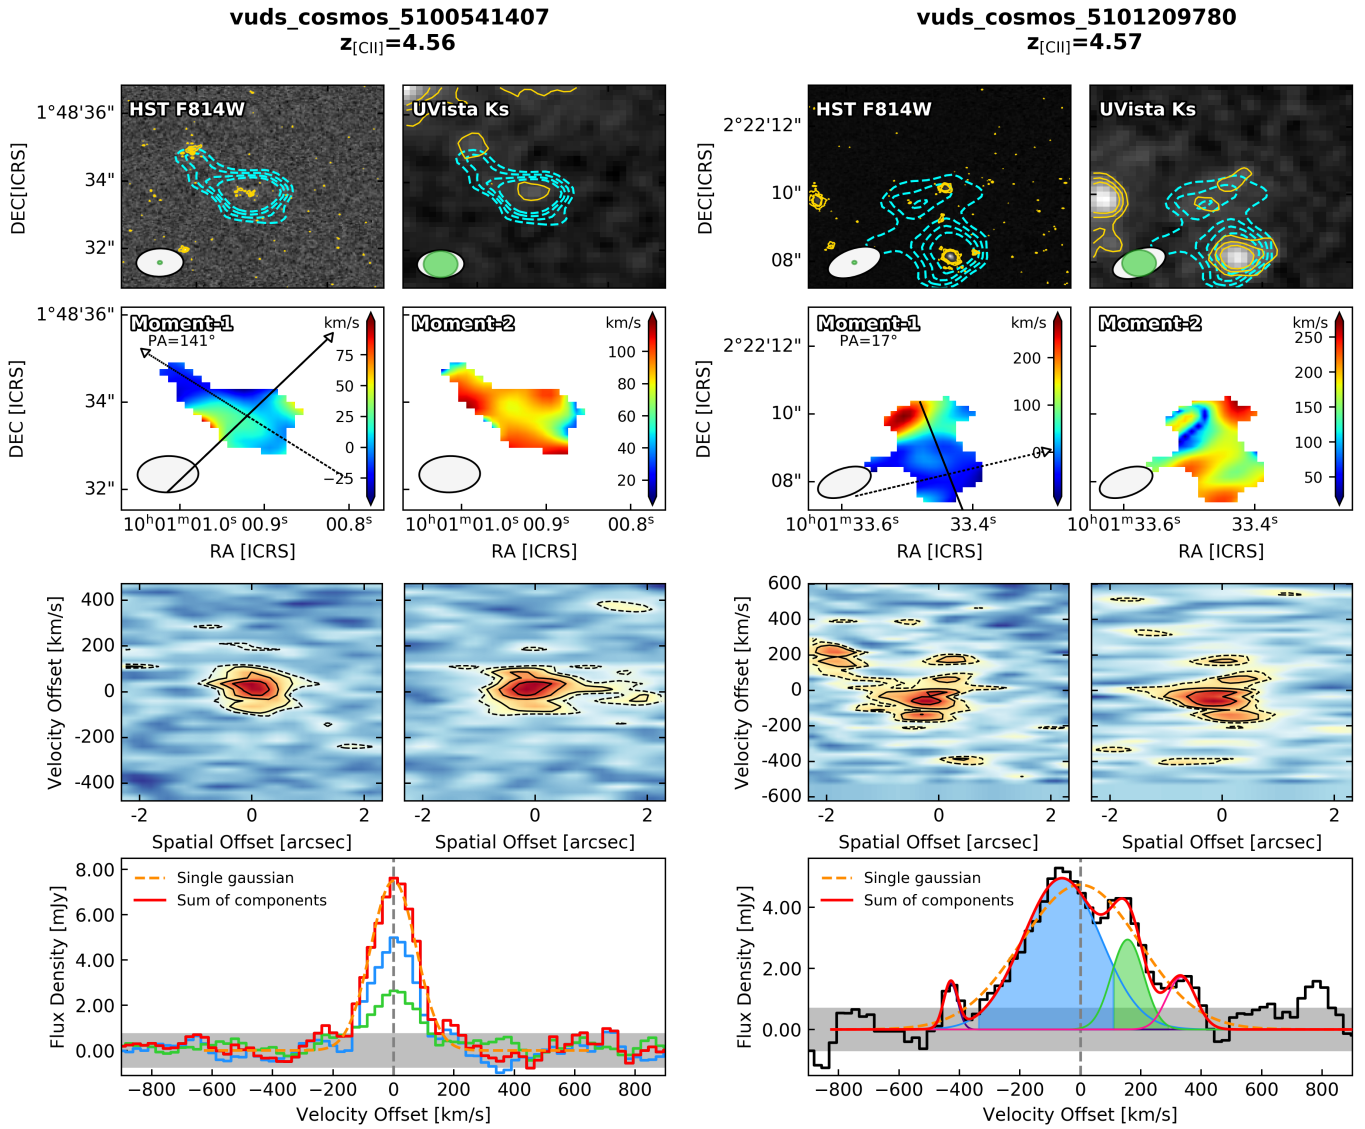 vuds_cosmos_5100541407
z[CII]=4.56
HST F814W
UVista Ks
1°48'36"
34"
32"
DEC[ICRS]
Moment-1
PA=141°
km/s
75
50
25
0
−25
Moment-2
100
80
60
40
20
1°48'36"
34"
32"
DEC [ICRS]
10h01m01.0s
00.9s
00.8s
10h01m01.0s
00.9s
00.8s
RA [ICRS]
RA [ICRS]
400
200
0
-200
-400
Velocity Offset [km/s]
-2
0
2
-2
0
2
Spatial Offset [arcsec]
Spatial Offset [arcsec]
Single gaussian
Sum of components
8.00
6.00
4.00
2.00
0.00
Flux Density [mJy]
−800
−600
−400
−200
0
200
400
600
800
Velocity Offset [km/s]
vuds_cosmos_5101209780
z[CII]=4.57
HST F814W
UVista Ks
2°22'12"
10"
08"
DEC[ICRS]
Moment-1
PA=17°
km/s
200
100
0
Moment-2
km/s
250
200
150
100
50
2°22'12"
10"
08"
DEC [ICRS]
10h01m33.6s
33.4s
10h01m33.6s
33.4s
RA [ICRS]
RA [ICRS]
600
400
200
0
-200
-400
-600
Velocity Offset [km/s]
-2
0
2
-2
0
2
Spatial Offset [arcsec]
Spatial Offset [arcsec]
Single gaussian
Sum of components
4.00
2.00
0.00
Flux Density [mJy]
−800
−600
−400
−200
0
200
400
600
800
Velocity Offset [km/s]